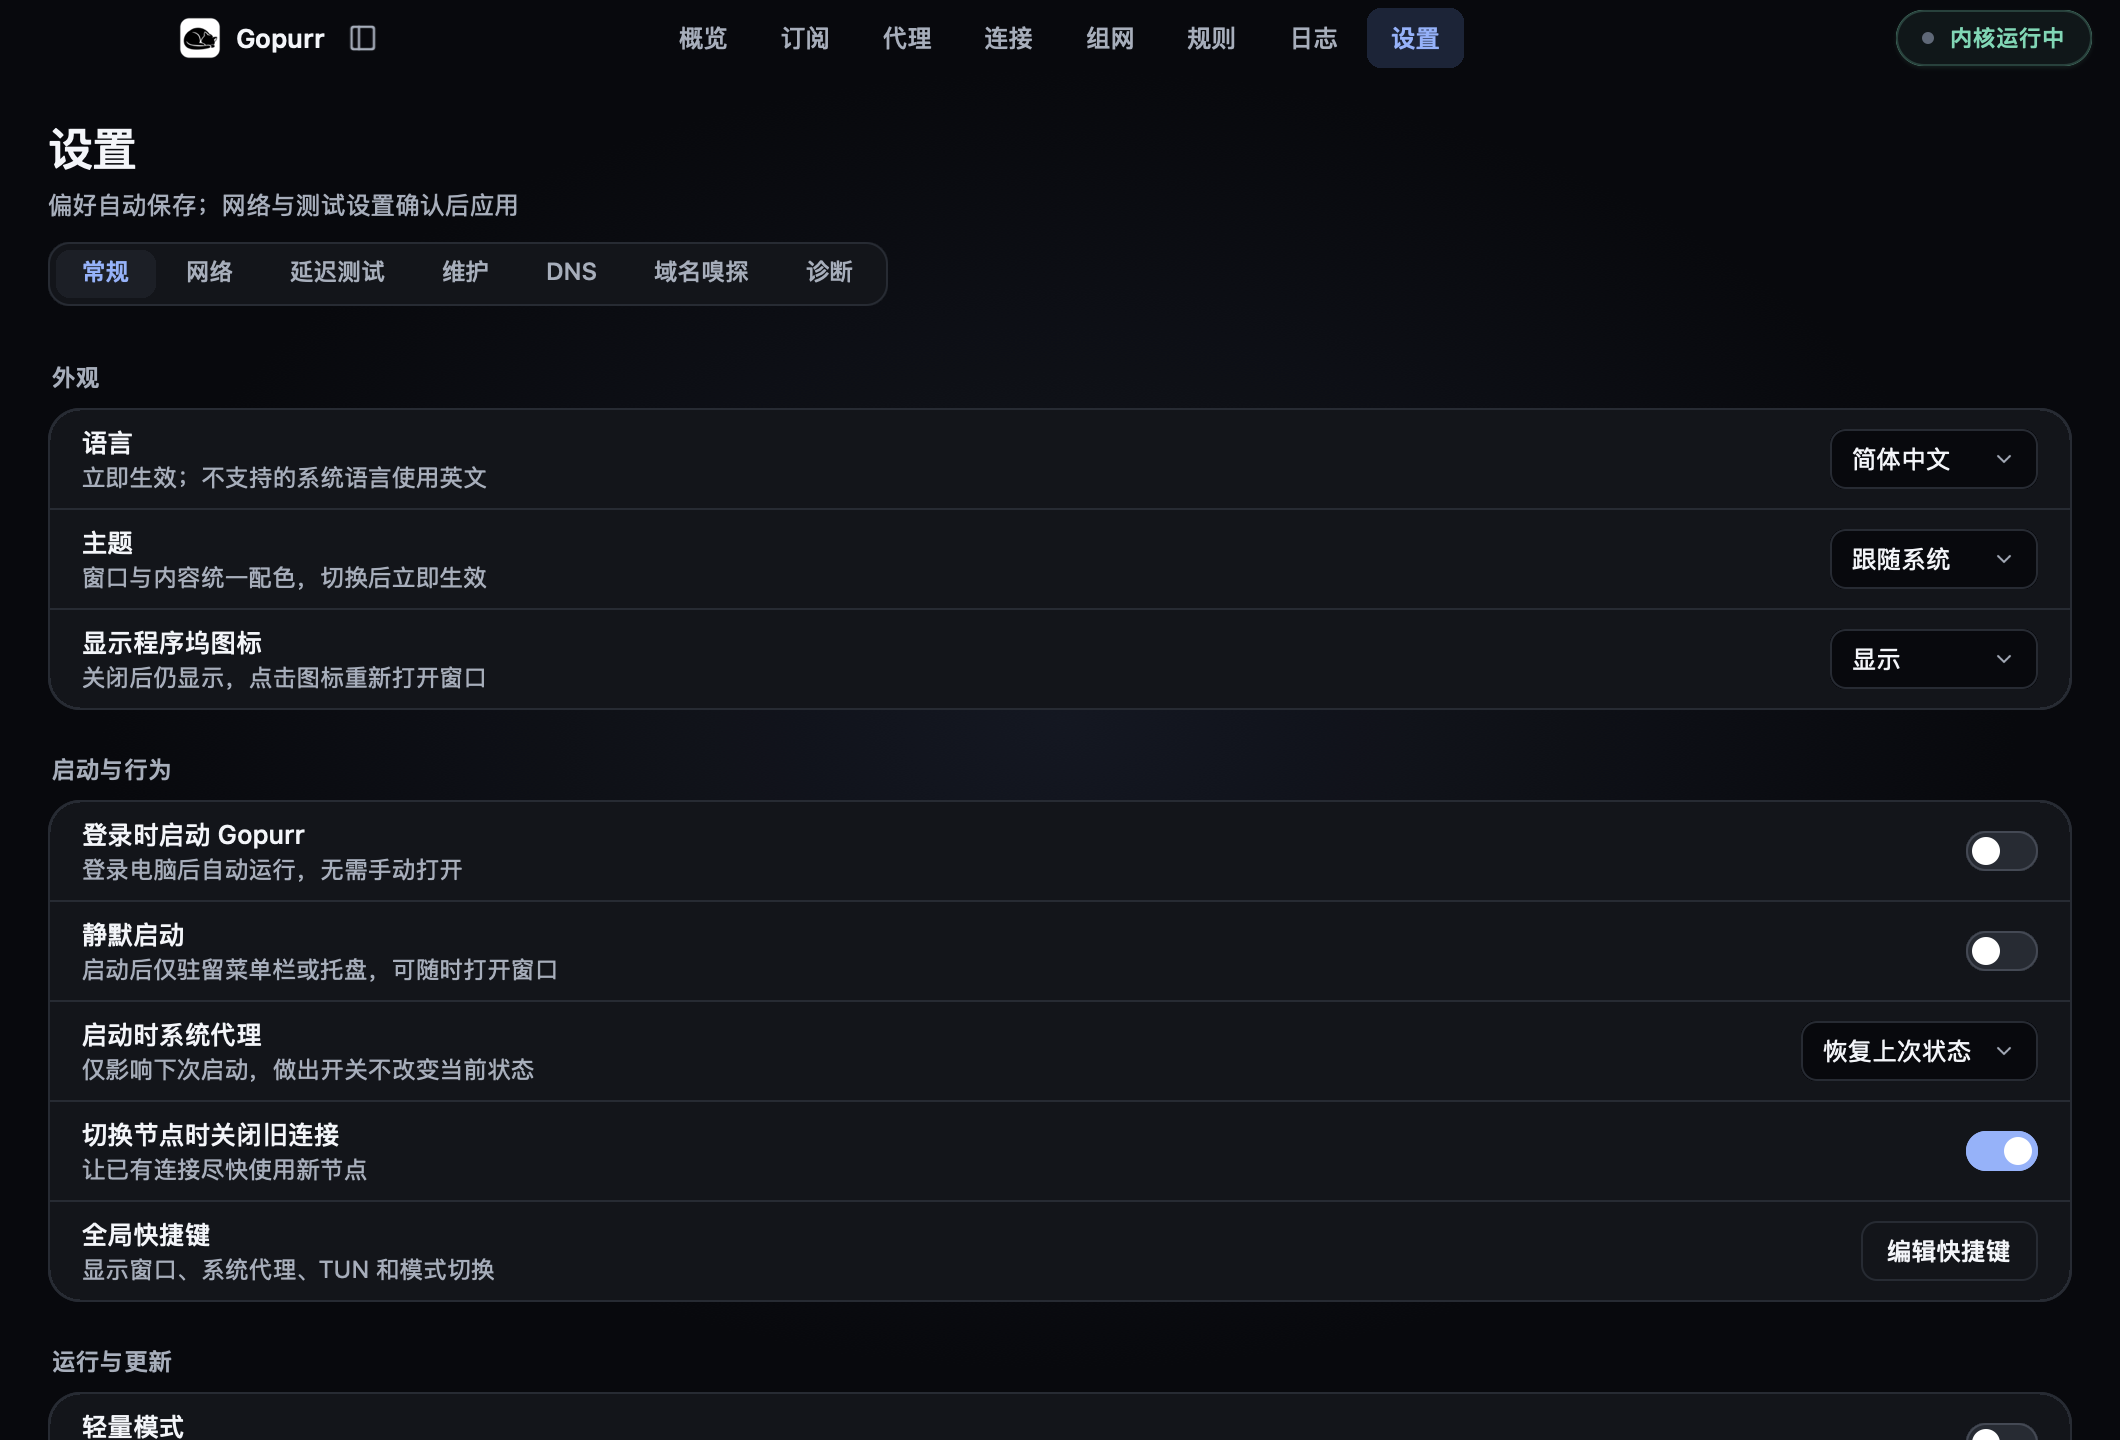 Gopurr
概览 订阅 代理 连接 组网 规则 日志 设置
内核运行中
设置
偏好自动保存；网络与测试设置确认后应用
常规 网络 延迟测试 维护 DNS 域名嗅探 诊断
外观
语言
立即生效；不支持的系统语言使用英文
简体中文
主题
窗口与内容统一配色，切换后立即生效
跟随系统
显示程序坞图标
关闭后仍显示，点击图标重新打开窗口
显示
启动与行为
登录时启动 Gopurr
登录电脑后自动运行，无需手动打开
静默启动
启动后仅驻留菜单栏或托盘，可随时打开窗口
启动时系统代理
仅影响下次启动，做出开关不改变当前状态
恢复上次状态
切换节点时关闭旧连接
让已有连接尽快使用新节点
全局快捷键
显示窗口、系统代理、TUN 和模式切换
编辑快捷键
运行与更新
轻量模式